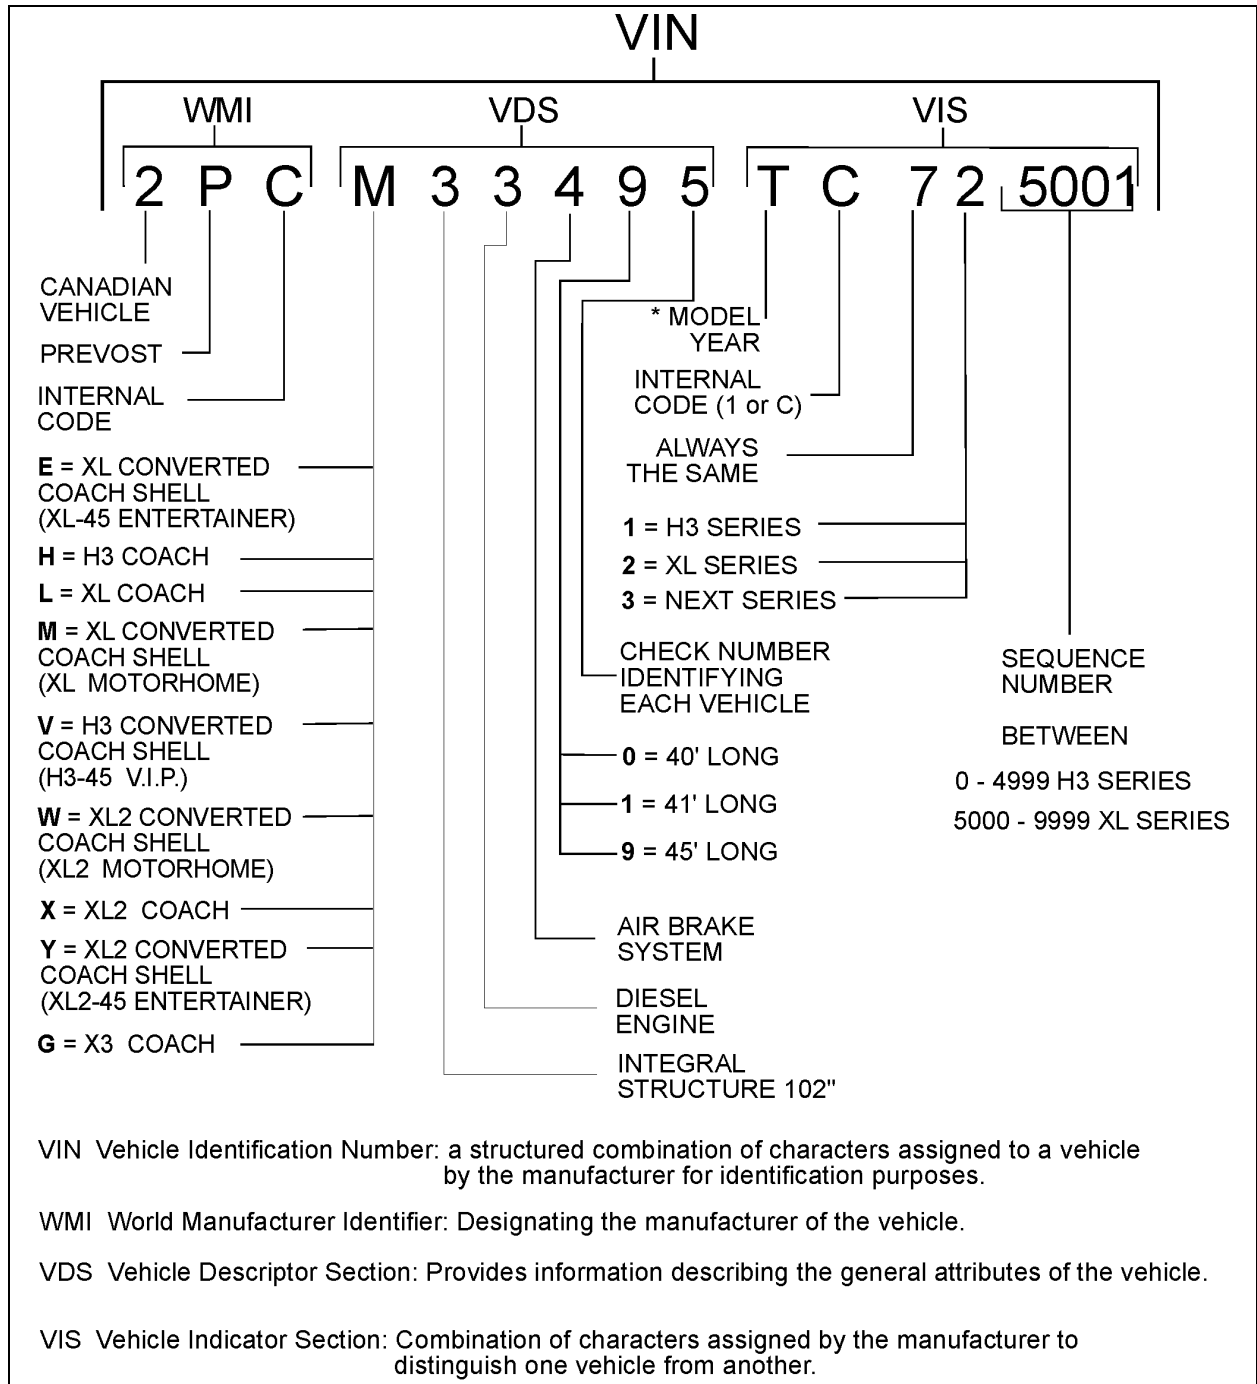 VIN
WMI VDS VIS
2 P C M 3 3 4 9 5 T C 7 2 5001
CANADIAN
VEHICLE
PREVOST
INTERNAL
CODE
E = XL CONVERTED
COACH SHELL
(XL-45 ENTERTAINER)
H = H3 COACH
L = XL COACH
M = XL CONVERTED
COACH SHELL
(XL MOTORHOME)
V = H3 CONVERTED
COACH SHELL
(H3-45 V.I.P.)
W = XL2 CONVERTED
COACH SHELL
(XL2 MOTORHOME)
X = XL2 COACH
Y = XL2 CONVERTED
COACH SHELL
(XL2-45 ENTERTAINER)
G = X3 COACH
* MODEL
YEAR
INTERNAL
CODE (1 or C)
ALWAYS
THE SAME
1 = H3 SERIES
2 = XL SERIES
3 = NEXT SERIES
CHECK NUMBER
IDENTIFYING
EACH VEHICLE
0 = 40' LONG
1 = 41' LONG
9 = 45' LONG
AIR BRAKE
SYSTEM
DIESEL
ENGINE
INTEGRAL
STRUCTURE 102"
SEQUENCE
NUMBER
BETWEEN
0 - 4999 H3 SERIES
5000 - 9999 XL SERIES
VIN Vehicle Identification Number: a structured combination of characters assigned to a vehicle
by the manufacturer for identification purposes.
WMI World Manufacturer Identifier: Designating the manufacturer of the vehicle.
VDS Vehicle Descriptor Section: Provides information describing the general attributes of the vehicle.
VIS Vehicle Indicator Section: Combination of characters assigned by the manufacturer to
distinguish one vehicle from another.